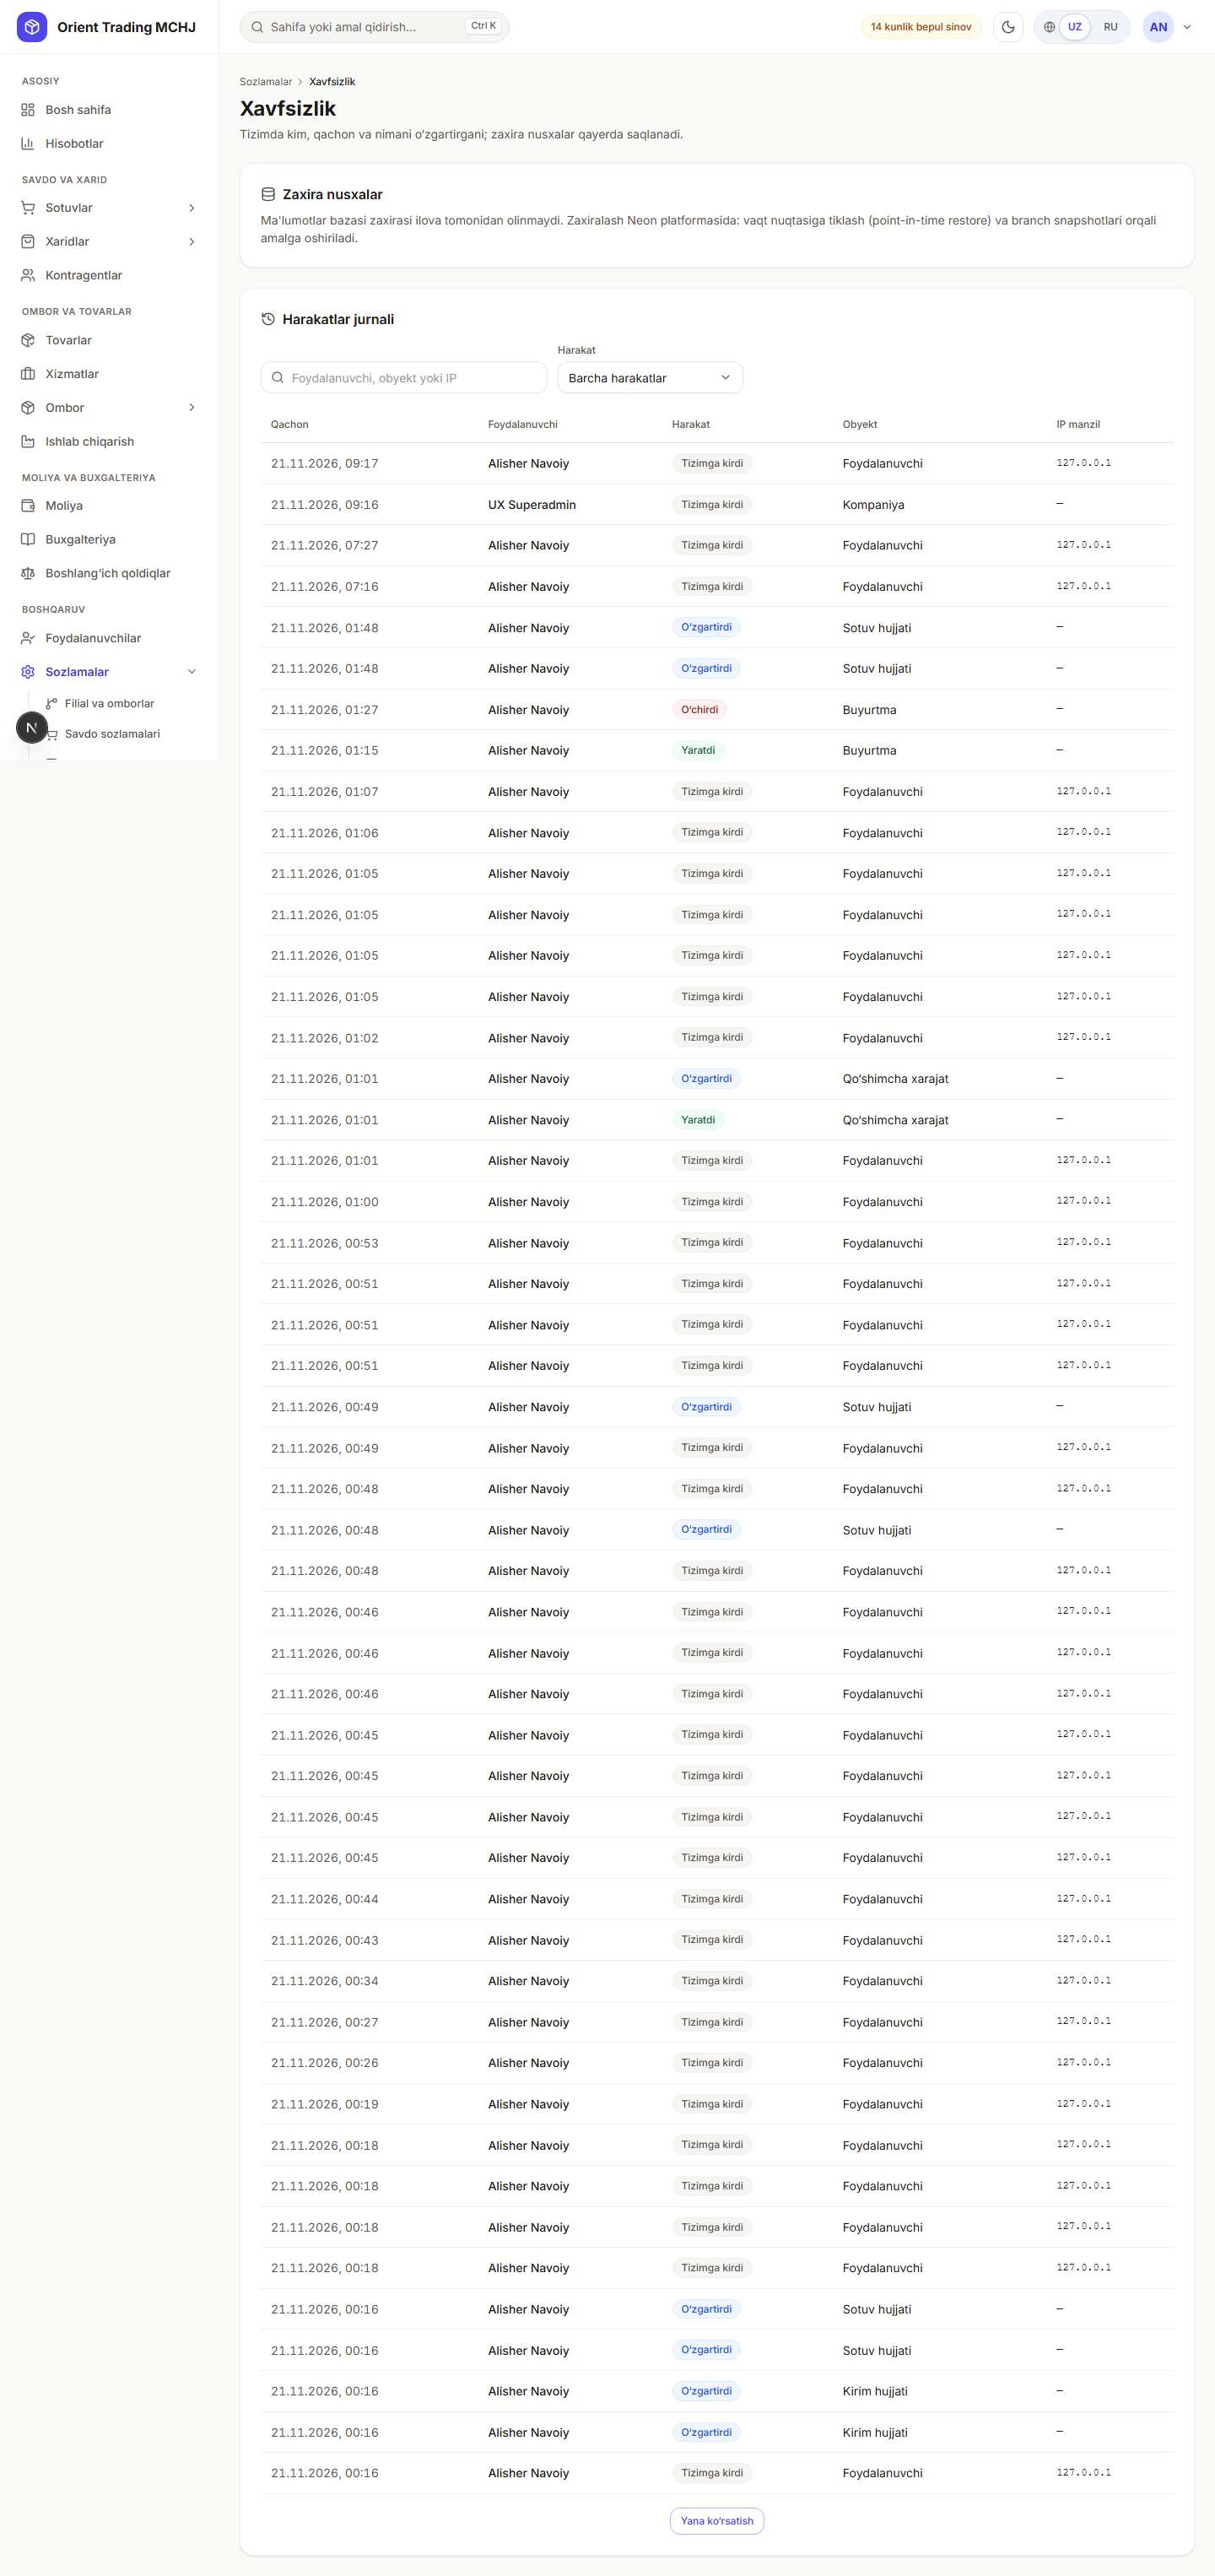 Orient Trading MCHJ
Sahifa yoki amal qidirish...
Ctrl K
14 kunlik bepul sinov
UZ
RU
AN
ASOSIY
Bosh sahifa
Hisobotlar
SAVDO VA XARID
Sotuvlar
Xaridlar
Kontragentlar
OMBOR VA TOVARLAR
Tovarlar
Xizmatlar
Ombor
Ishlab chiqarish
MOLIYA VA BUXGALTERIYA
Moliya
Buxgalteriya
Boshlang‘ich qoldiqlar
BOSHQARUV
Foydalanuvchilar
Sozlamalar
Filial va omborlar
N
Savdo sozlamalari
Sozlamalar > Xavfsizlik
Xavfsizlik
Tizimda kim, qachon va nimani o‘zgartirgani; zaxira nusxalar qayerda saqlanadi.
Zaxira nusxalar
Ma'lumotlar bazasi zaxirasi ilova tomonidan olinmaydi. Zaxiralash Neon platformasida: vaqt nuqtasiga tiklash (point-in-time restore) va branch snapshotlari orqali
amalga oshiriladi.
Harakatlar jurnali
Harakat
Foydalanuvchi, obyekt yoki IP
Barcha harakatlar
Qachon Foydalanuvchi Harakat Obyekt IP manzil
21.11.2026, 09:17 Alisher Navoiy Tizimga kirdi Foydalanuvchi 127.0.0.1
21.11.2026, 09:16 UX Superadmin Tizimga kirdi Kompaniya —
21.11.2026, 07:27 Alisher Navoiy Tizimga kirdi Foydalanuvchi 127.0.0.1
21.11.2026, 07:16 Alisher Navoiy Tizimga kirdi Foydalanuvchi 127.0.0.1
21.11.2026, 01:48 Alisher Navoiy O‘zgartirdi Sotuv hujjati —
21.11.2026, 01:48 Alisher Navoiy O‘zgartirdi Sotuv hujjati —
21.11.2026, 01:27 Alisher Navoiy O‘chirdi Buyurtma —
21.11.2026, 01:15 Alisher Navoiy Yaratdi Buyurtma —
21.11.2026, 01:07 Alisher Navoiy Tizimga kirdi Foydalanuvchi 127.0.0.1
21.11.2026, 01:06 Alisher Navoiy Tizimga kirdi Foydalanuvchi 127.0.0.1
21.11.2026, 01:05 Alisher Navoiy Tizimga kirdi Foydalanuvchi 127.0.0.1
21.11.2026, 01:05 Alisher Navoiy Tizimga kirdi Foydalanuvchi 127.0.0.1
21.11.2026, 01:05 Alisher Navoiy Tizimga kirdi Foydalanuvchi 127.0.0.1
21.11.2026, 01:05 Alisher Navoiy Tizimga kirdi Foydalanuvchi 127.0.0.1
21.11.2026, 01:02 Alisher Navoiy Tizimga kirdi Foydalanuvchi 127.0.0.1
21.11.2026, 01:01 Alisher Navoiy O‘zgartirdi Qo‘shimcha xarajat —
21.11.2026, 01:01 Alisher Navoiy Yaratdi Qo‘shimcha xarajat —
21.11.2026, 01:01 Alisher Navoiy Tizimga kirdi Foydalanuvchi 127.0.0.1
21.11.2026, 01:00 Alisher Navoiy Tizimga kirdi Foydalanuvchi 127.0.0.1
21.11.2026, 00:53 Alisher Navoiy Tizimga kirdi Foydalanuvchi 127.0.0.1
21.11.2026, 00:51 Alisher Navoiy Tizimga kirdi Foydalanuvchi 127.0.0.1
21.11.2026, 00:51 Alisher Navoiy Tizimga kirdi Foydalanuvchi 127.0.0.1
21.11.2026, 00:51 Alisher Navoiy Tizimga kirdi Foydalanuvchi 127.0.0.1
21.11.2026, 00:49 Alisher Navoiy O‘zgartirdi Sotuv hujjati —
21.11.2026, 00:49 Alisher Navoiy Tizimga kirdi Foydalanuvchi 127.0.0.1
21.11.2026, 00:48 Alisher Navoiy Tizimga kirdi Foydalanuvchi 127.0.0.1
21.11.2026, 00:48 Alisher Navoiy O‘zgartirdi Sotuv hujjati —
21.11.2026, 00:48 Alisher Navoiy Tizimga kirdi Foydalanuvchi 127.0.0.1
21.11.2026, 00:46 Alisher Navoiy Tizimga kirdi Foydalanuvchi 127.0.0.1
21.11.2026, 00:46 Alisher Navoiy Tizimga kirdi Foydalanuvchi 127.0.0.1
21.11.2026, 00:46 Alisher Navoiy Tizimga kirdi Foydalanuvchi 127.0.0.1
21.11.2026, 00:45 Alisher Navoiy Tizimga kirdi Foydalanuvchi 127.0.0.1
21.11.2026, 00:45 Alisher Navoiy Tizimga kirdi Foydalanuvchi 127.0.0.1
21.11.2026, 00:45 Alisher Navoiy Tizimga kirdi Foydalanuvchi 127.0.0.1
21.11.2026, 00:45 Alisher Navoiy Tizimga kirdi Foydalanuvchi 127.0.0.1
21.11.2026, 00:44 Alisher Navoiy Tizimga kirdi Foydalanuvchi 127.0.0.1
21.11.2026, 00:43 Alisher Navoiy Tizimga kirdi Foydalanuvchi 127.0.0.1
21.11.2026, 00:34 Alisher Navoiy Tizimga kirdi Foydalanuvchi 127.0.0.1
21.11.2026, 00:27 Alisher Navoiy Tizimga kirdi Foydalanuvchi 127.0.0.1
21.11.2026, 00:26 Alisher Navoiy Tizimga kirdi Foydalanuvchi 127.0.0.1
21.11.2026, 00:19 Alisher Navoiy Tizimga kirdi Foydalanuvchi 127.0.0.1
21.11.2026, 00:18 Alisher Navoiy Tizimga kirdi Foydalanuvchi 127.0.0.1
21.11.2026, 00:18 Alisher Navoiy Tizimga kirdi Foydalanuvchi 127.0.0.1
21.11.2026, 00:18 Alisher Navoiy Tizimga kirdi Foydalanuvchi 127.0.0.1
21.11.2026, 00:18 Alisher Navoiy Tizimga kirdi Foydalanuvchi 127.0.0.1
21.11.2026, 00:16 Alisher Navoiy O‘zgartirdi Sotuv hujjati —
21.11.2026, 00:16 Alisher Navoiy O‘zgartirdi Sotuv hujjati —
21.11.2026, 00:16 Alisher Navoiy O‘zgartirdi Kirim hujjati —
21.11.2026, 00:16 Alisher Navoiy O‘zgartirdi Kirim hujjati —
21.11.2026, 00:16 Alisher Navoiy Tizimga kirdi Foydalanuvchi 127.0.0.1
Yana ko‘rsatish